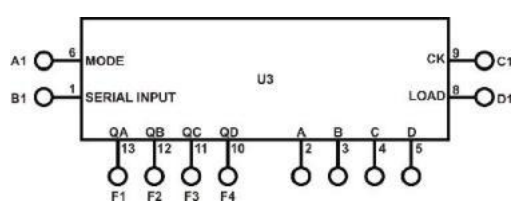 A1 6 MODE CK 9 C1
U3
B1 1 SERIAL INPUT LOAD 8 D1
QA QB QC QD A B C D
13 12 11 10 2 3 4 5
F1 F2 F3 F4